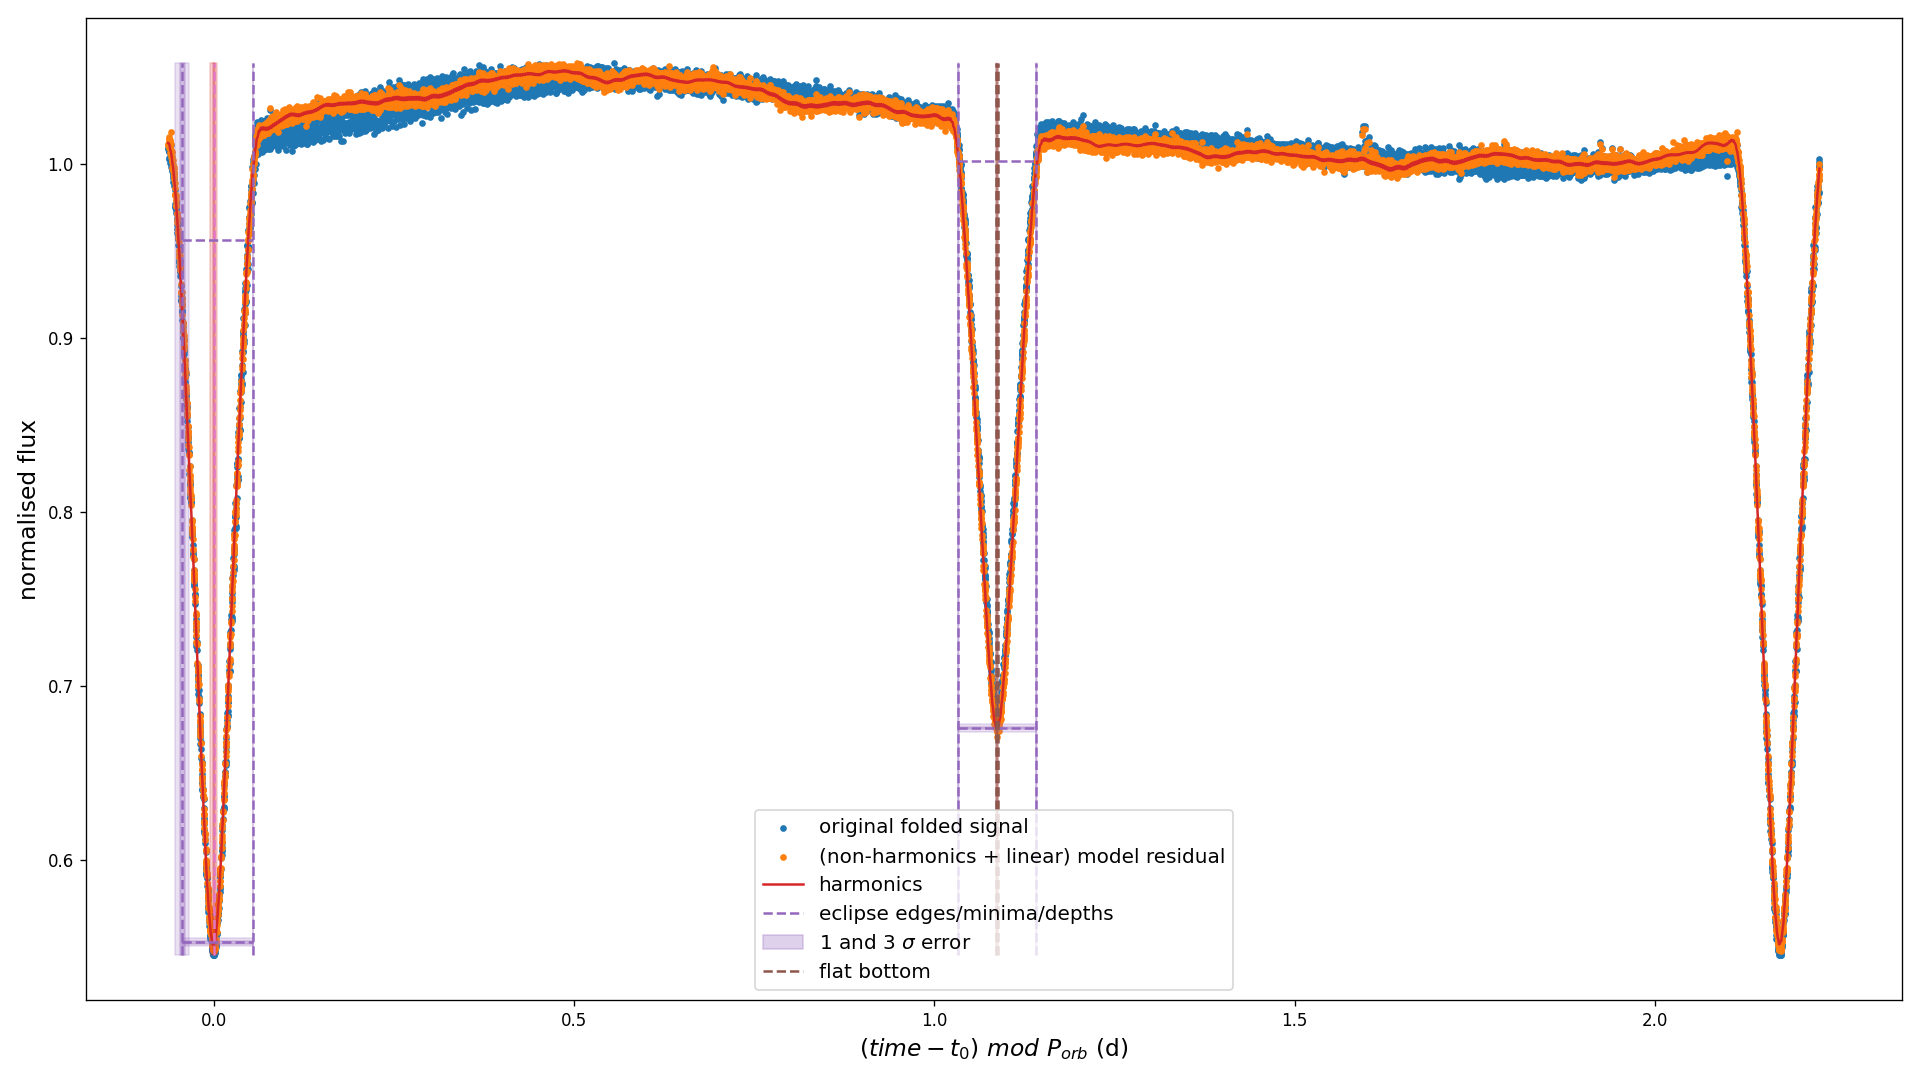 normalised flux
1.0
0.9
0.8
0.7
0.6
original folded signal
(non-harmonics + linear) model residual
harmonics
eclipse edges/minima/depths
1 and 3 σ error
flat bottom
0.0 0.5 1.0 1.5 2.0
(time − t₀) mod Pₒᵣb (d)